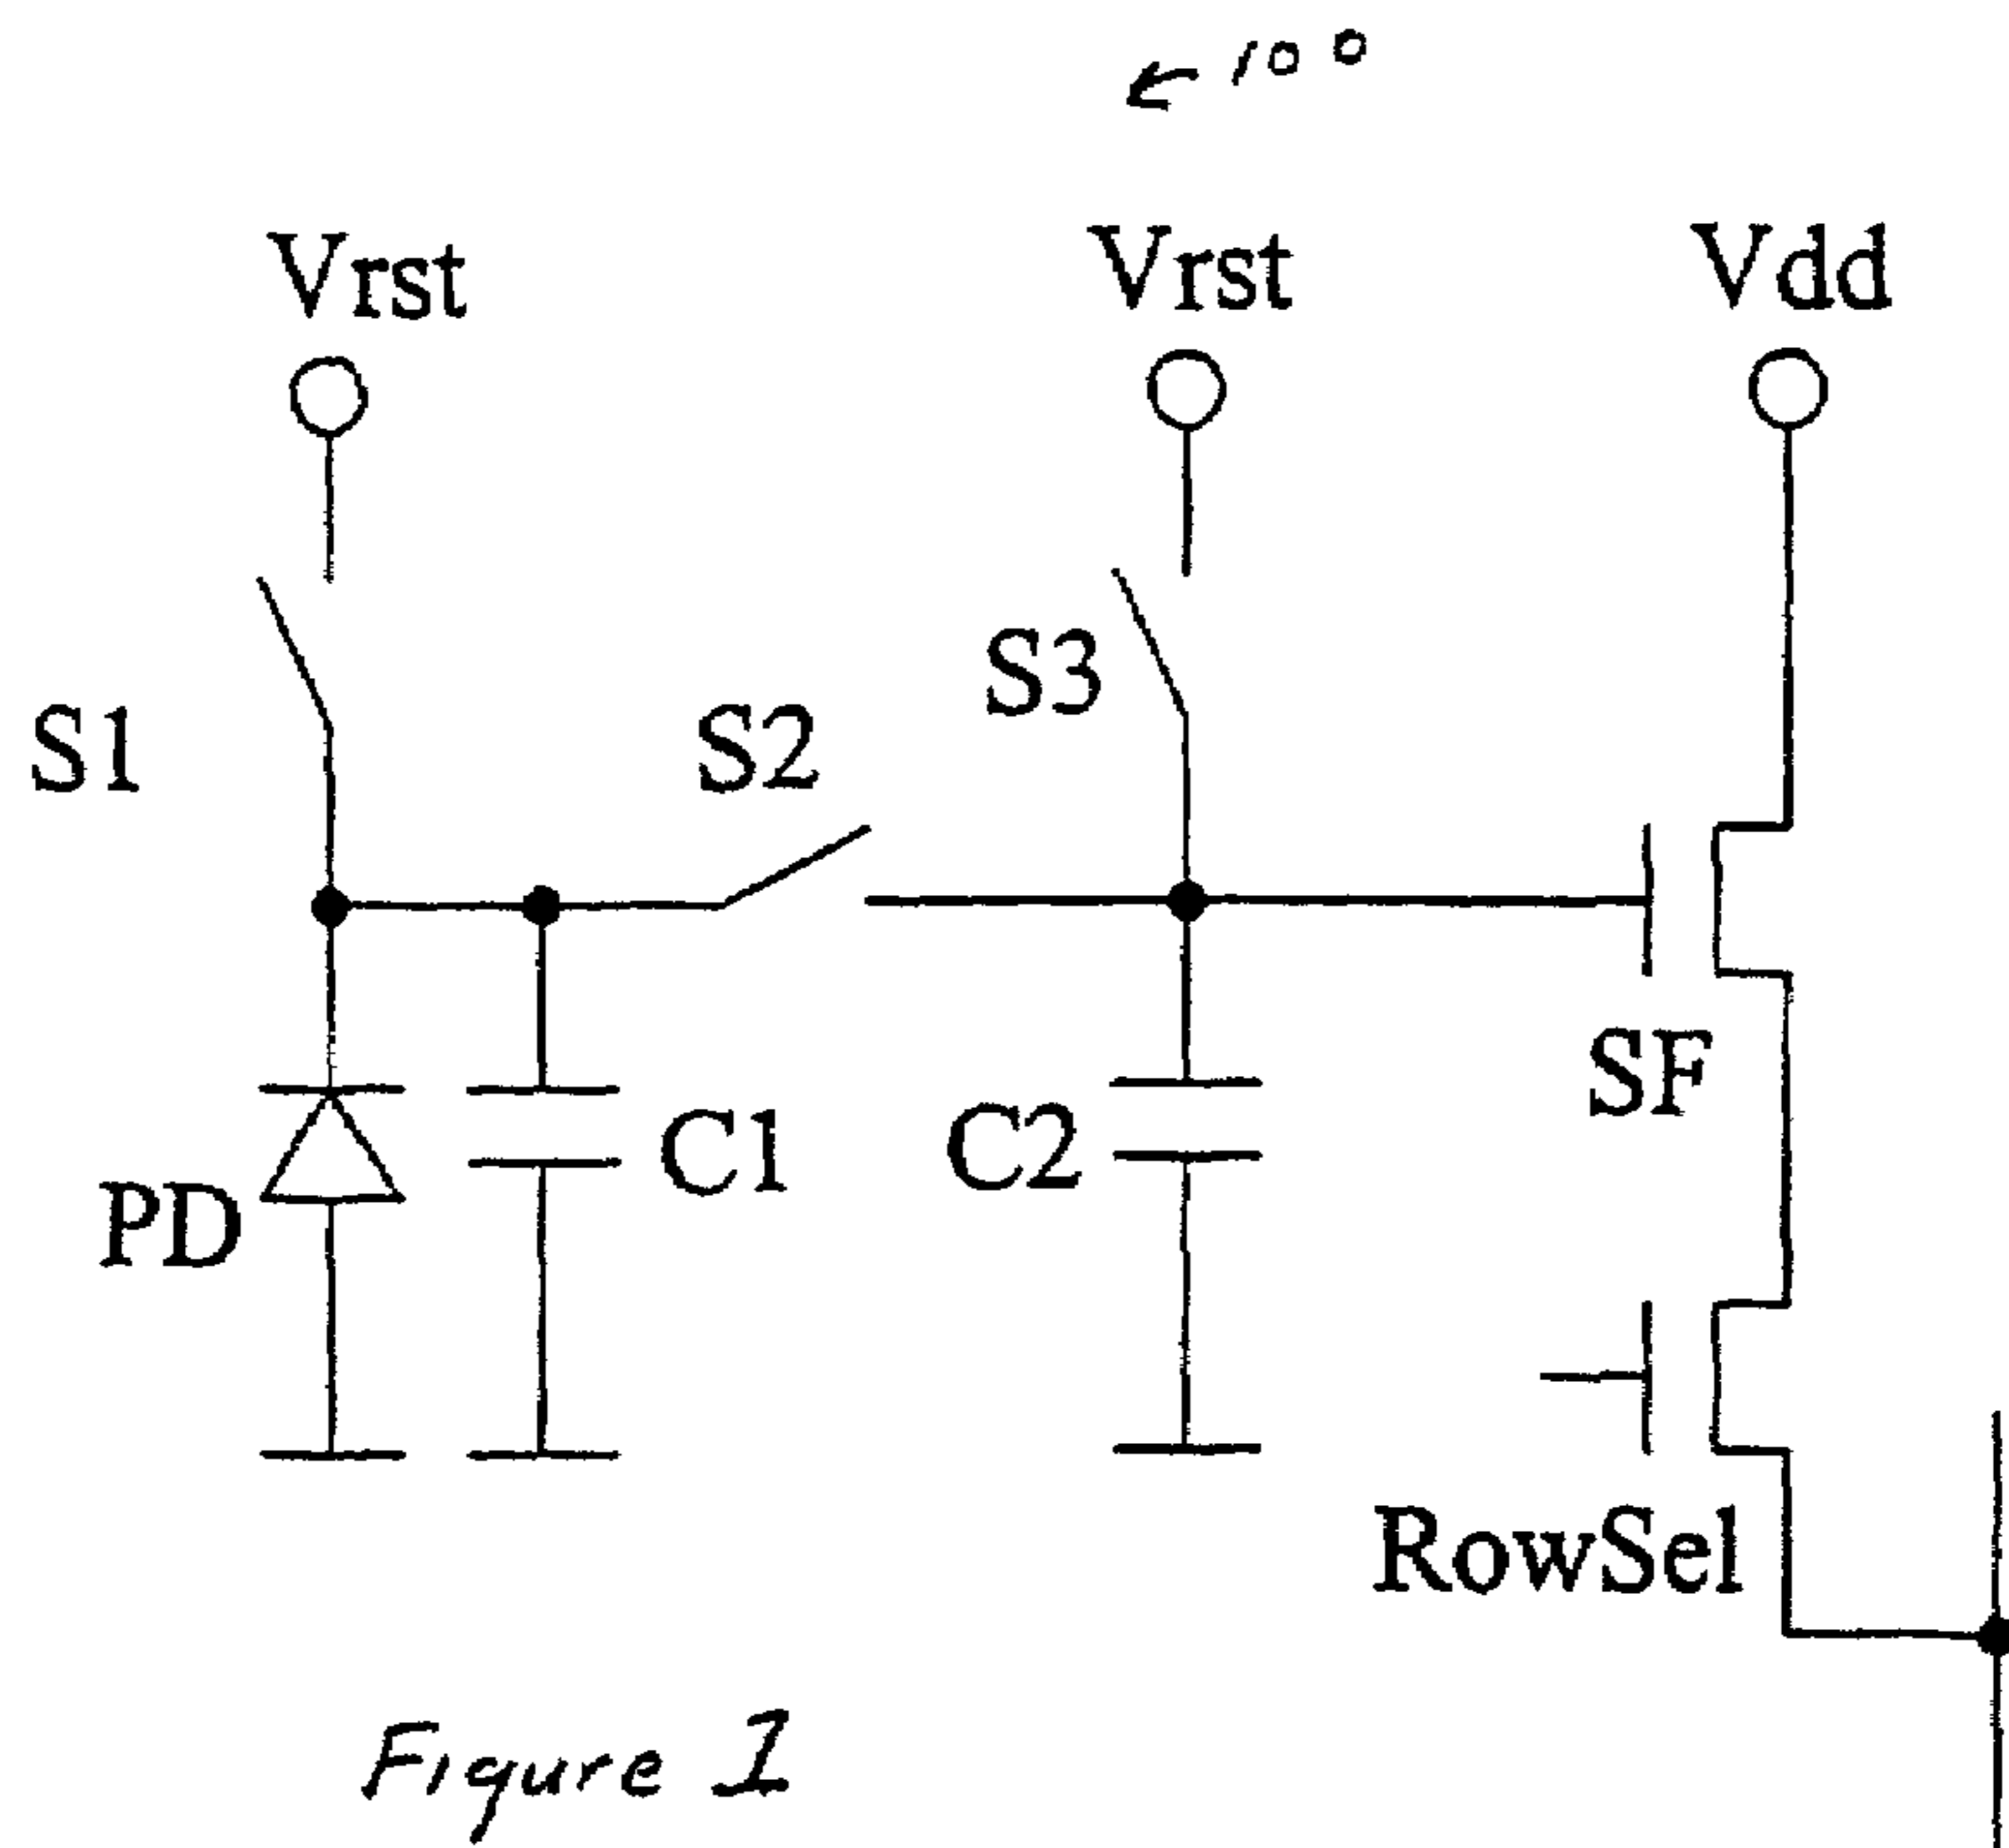 100
Vrst Vrst Vdd
S3
S1 S2
SF
C1 C2
PD
RowSel
Figure 1